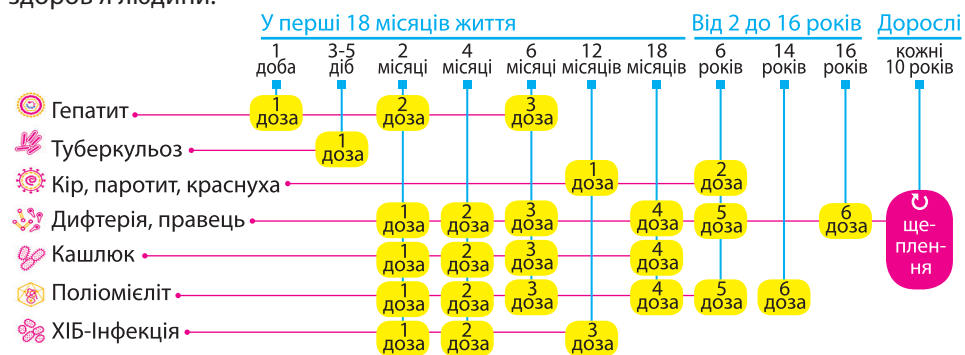 здоров'я людини.
У перші 18 місяців життя Від 2 до 16 років Дорослі
1 доба 3-5 діб 2 місяці 4 місяці 6 місяці 12 місяців 18 місяців 6 років 14 років 16 років кожні 10 років
Гепатит 1 доза 2 доза 3 доза
Туберкульоз 1 доза
Кір, паротит, краснуха 1 доза 2 доза
Дифтерія, правець 1 доза 2 доза 3 доза 4 доза 5 доза 6 доза ще-
плен-
ня
Кашлюк 1 доза 2 доза 3 доза 4 доза
Поліомієліт 1 доза 2 доза 3 доза 4 доза 5 доза 6 доза
ХІБ-Інфекція 1 доза 2 доза 3 доза